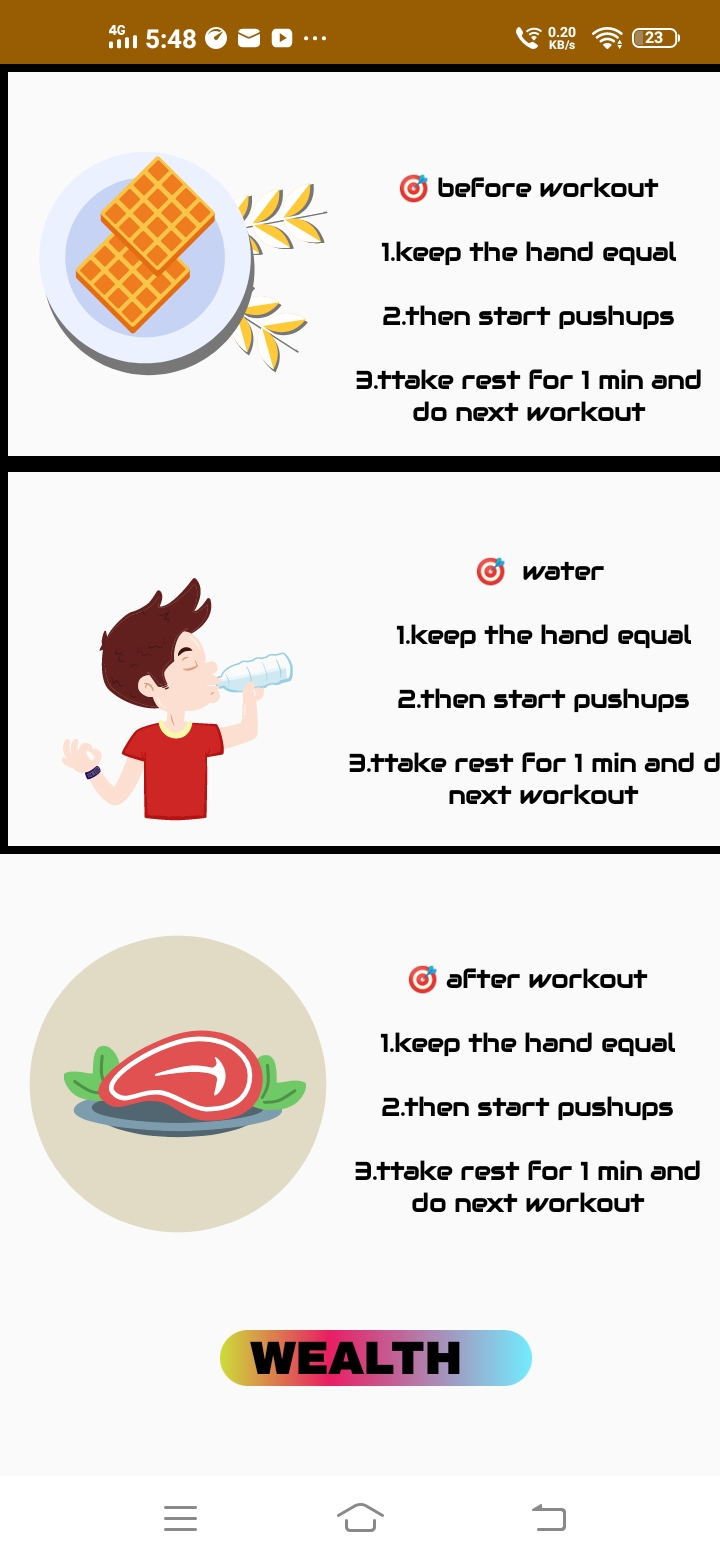 4G 5:48 0.20 KB/s 23
🎯 before workout
1.keep the hand equal
2.then start pushups
3.ttake rest for 1 min and
do next workout
🎯 water
1.keep the hand equal
2.then start pushups
3.ttake rest for 1 min and d
next workout
🎯 after workout
1.keep the hand equal
2.then start pushups
3.ttake rest for 1 min and
do next workout
WEALTH